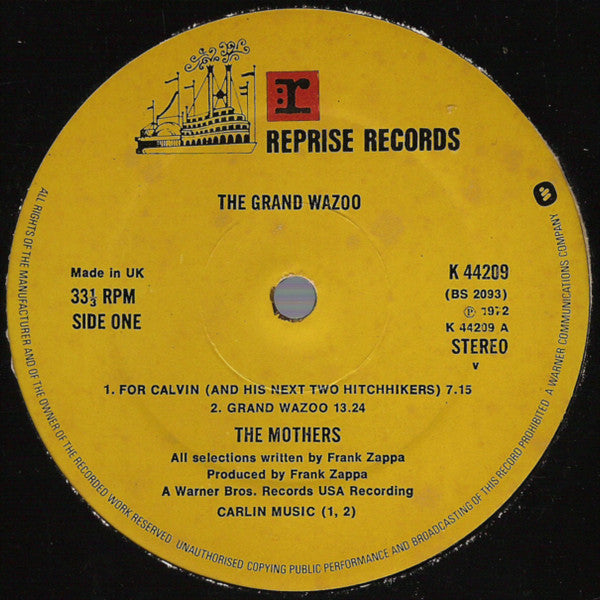 r
REPRISE RECORDS
THE GRAND WAZOO
Made in UK
33⅓ RPM
SIDE ONE
K 44209
(BS 2093)
℗ 1972
K 44209 A
STEREO
v
1. FOR CALVIN (AND HIS NEXT TWO HITCHHIKERS) 7.15
2. GRAND WAZOO 13.24
THE MOTHERS
All selections written by Frank Zappa
Produced by Frank Zappa
A Warner Bros. Records USA Recording
CARLIN MUSIC (1, 2)
ALL RIGHTS OF THE MANUFACTURER AND OF THE OWNER OF THE RECORDED WORK RESERVED UNAUTHORISED COPYING PUBLIC PERFORMANCE AND BROADCASTING OF THIS RECORD PROHIBITED A WARNER COMMUNICATIONS COMPANY